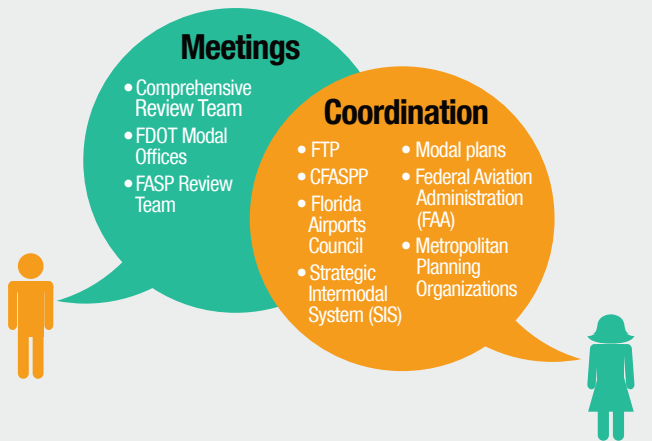 Meetings
• Comprehensive
Review Team
• FDOT Modal
Offices
• FASP Review
Team
Coordination
• FTP
• CFASPP
• Florida
Airports
Council
• Strategic
Intermodal
System (SIS)
• Modal plans
• Federal Aviation
Administration
(FAA)
• Metropolitan
Planning
Organizations